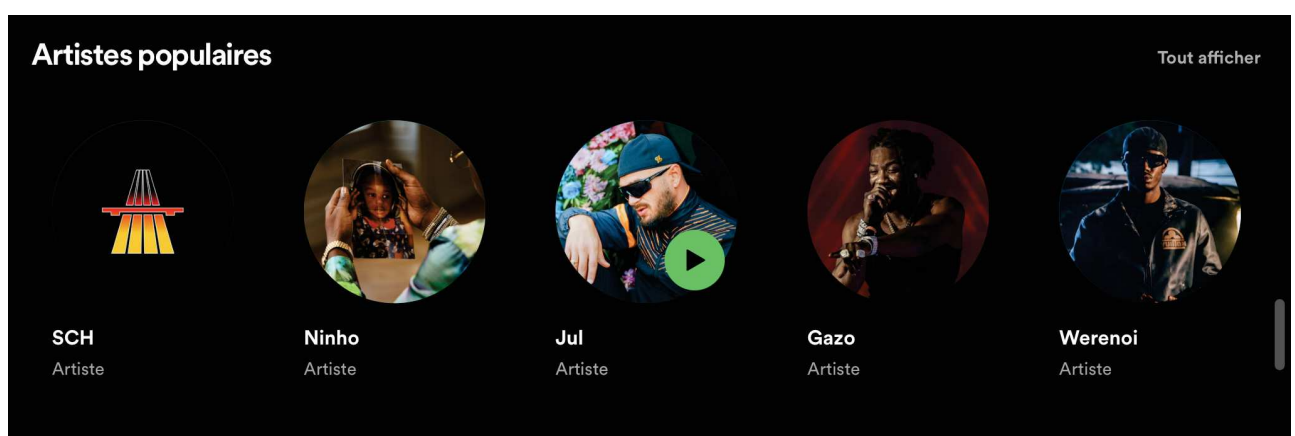 Artistes populaires
Tout afficher
SCH
Artiste
Ninho
Artiste
Jul
Artiste
Gazo
Artiste
Werenoi
Artiste